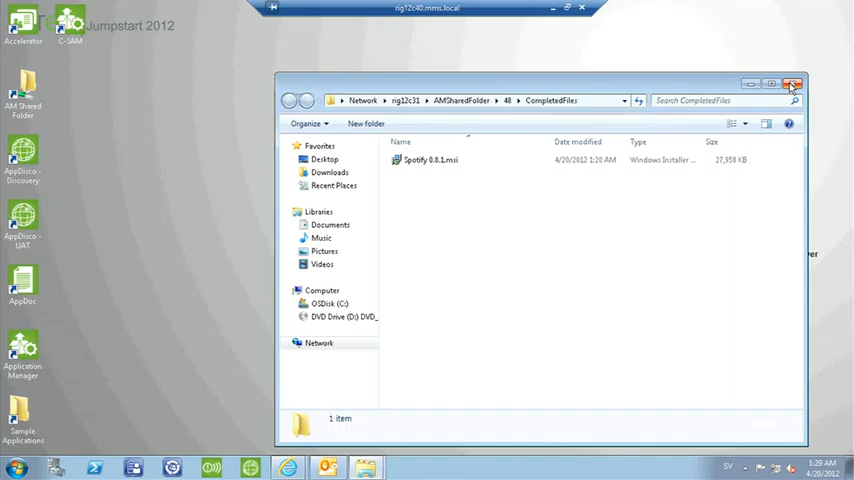 rig12c40.mms.local
Jumpstart 2012
Accelerator
C-SAM
AM Shared
Folder
AppDisco -
Discovery
AppDisco -
UAT
AppDoc
Application
Manager
Sample
Applications
Network
rig12c31
AMSharedFolder
48
CompletedFiles
Search CompletedFiles
Organize
New folder
Favorites
Desktop
Downloads
Recent Places
Libraries
Documents
Music
Pictures
Videos
Computer
OSDisk (C:)
DVD Drive (D:) DVD_
Network
Name
Date modified
Type
Size
Spotify 0.8.1.msi
4/20/2012 1:20 AM
Windows Installer ...
27,958 KB
1 item
SV
1:29 AM
4/20/2012